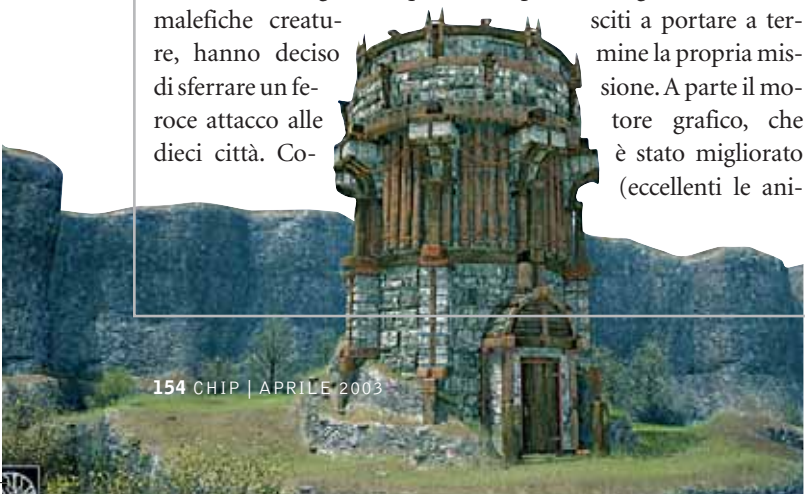 malefiche creatu-
re, hanno deciso
di sferrare un fe-
roce attacco alle
dieci città. Co-
sciti a portare a ter-
mine la propria mis-
sione. A parte il mo-
tore grafico, che
è stato migliorato
(eccellenti le ani-
154 CHIP | APRILE 2003